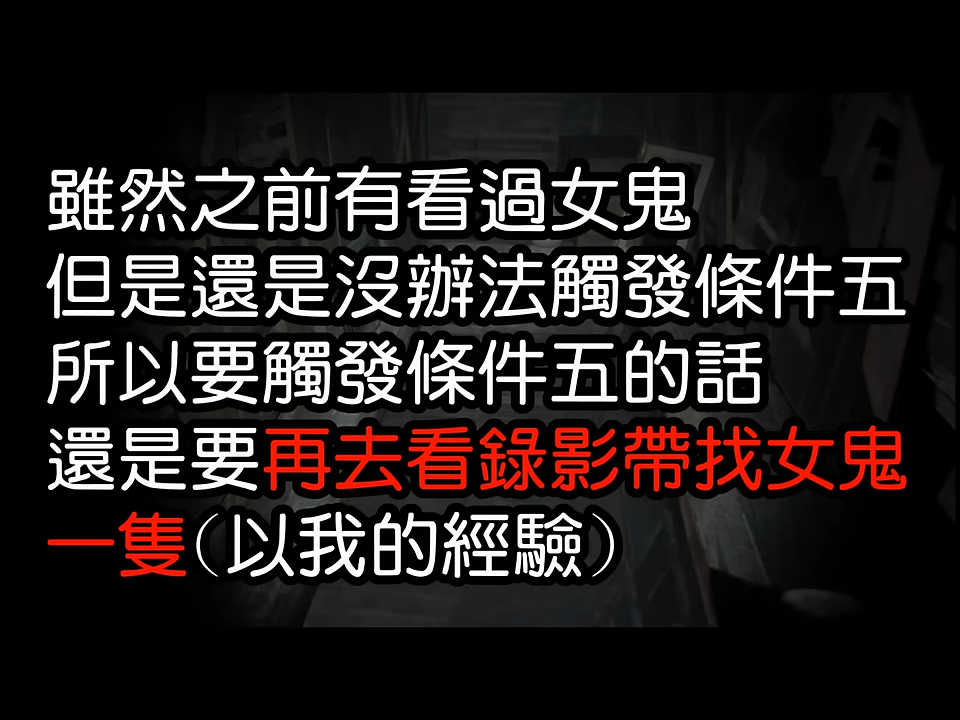 雖然之前有看過女鬼
但是還是沒辦法觸發條件五
所以要觸發條件五的話
還是要再去看錄影帶找女鬼
一隻(以我的經驗)